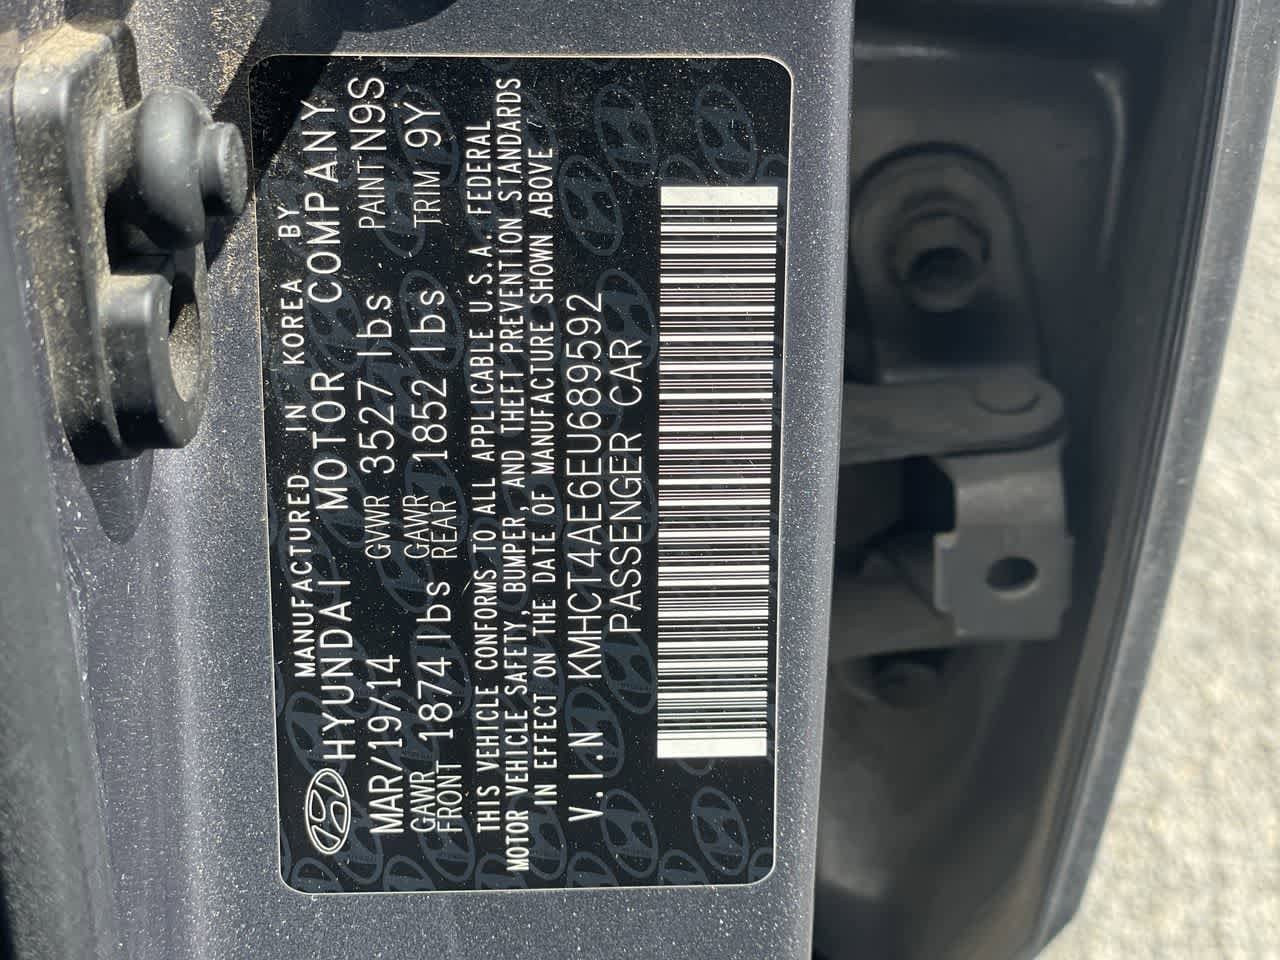 MANUFACTURED IN KOREA BY
HYUNDAI MOTOR COMPANY
MAR/19/14 GVWR 3527 lbs PAINT N9S
GAWR FRONT 1874 lbs GAWR REAR 1852 lbs TRIM 9Y
THIS VEHICLE CONFORMS TO ALL APPLICABLE U.S.A. FEDERAL
MOTOR VEHICLE SAFETY, BUMPER, AND THEFT PREVENTION STANDARDS
IN EFFECT ON THE DATE OF MANUFACTURE SHOWN ABOVE
V.I.N KMHCT4AE6EU689592
PASSENGER CAR